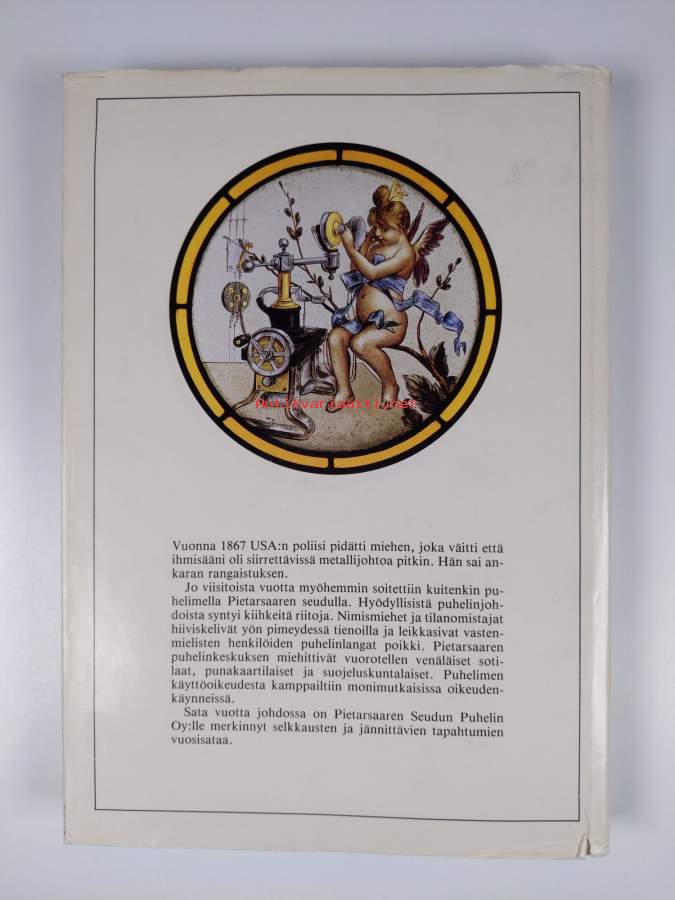 Antikvariaatti.net
Vuonna 1867 USA:n poliisi pidätti miehen, joka väitti että
ihmisääni oli siirrettävissä metallijohtoa pitkin. Hän sai an-
karan rangaistuksen.
Jo viisitoista vuotta myöhemmin soitettiin kuitenkin pu-
helimella Pietarsaaren seudulla. Hyödyllisistä puhelinjoh-
doista syntyi kiihkeitä riitoja. Nimismiehet ja tilanomistajat
hiiviskelivät yön pimeydessä tienoilla ja leikkasivat vasten-
mielisten henkilöiden puhelinlangat poikki. Pietarsaaren
puhelinkeskuksen miehittivät vuorotellen venäläiset soti-
laat, punakaartilaiset ja suojeluskuntalaiset. Puhelimen
käyttöoikeudesta kamppailtiin monimutkaisissa oikeuden-
käynneissä.
Sata vuotta johdossa on Pietarsaaren Seudun Puhelin
Oy:lle merkinnyt selkkausten ja jännittävien tapahtumien
vuosisataa.